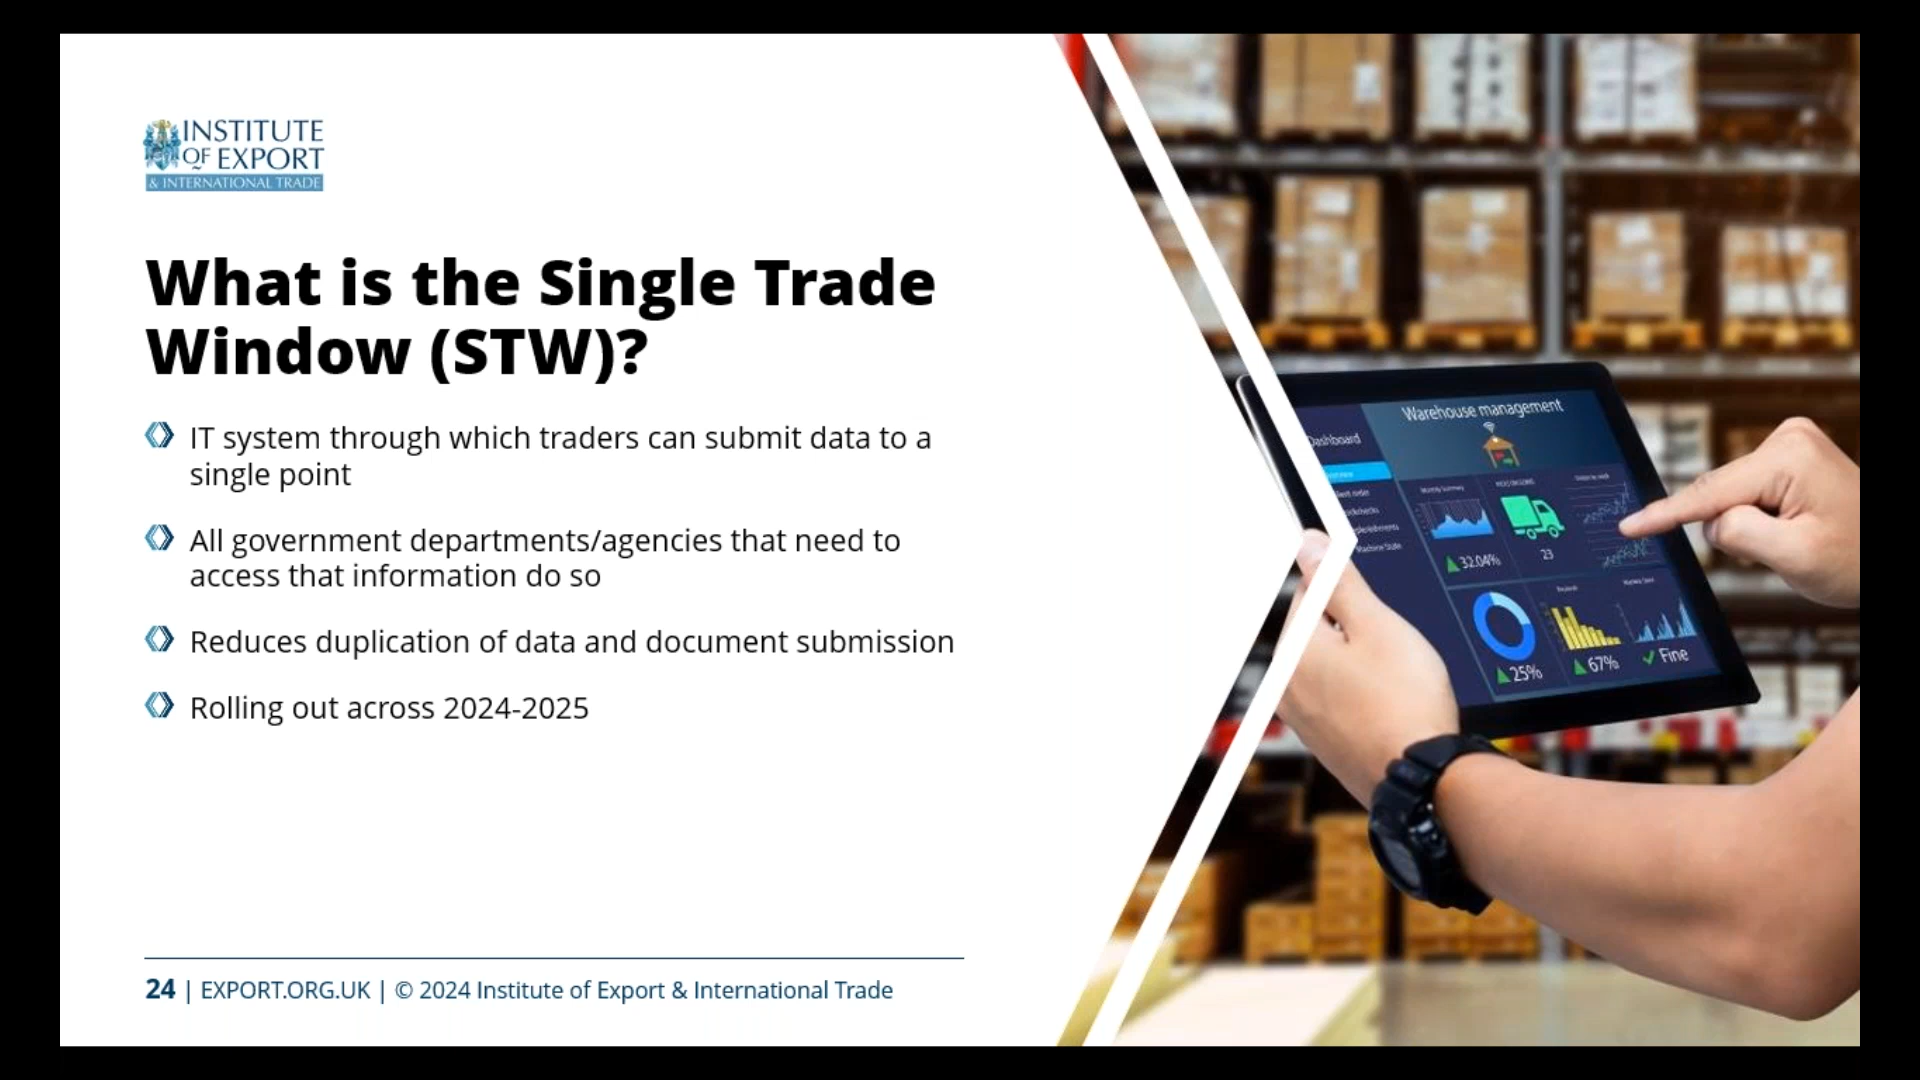 INSTITUTE
OF EXPORT
& INTERNATIONAL TRADE
What is the Single Trade
Window (STW)?
IT system through which traders can submit data to a
single point
All government departments/agencies that need to
access that information do so
Reduces duplication of data and document submission
Rolling out across 2024-2025
24 | EXPORT.ORG.UK | © 2024 Institute of Export & International Trade
Warehouse management
Dashboard
32.04%
23
25%
67%
Fine